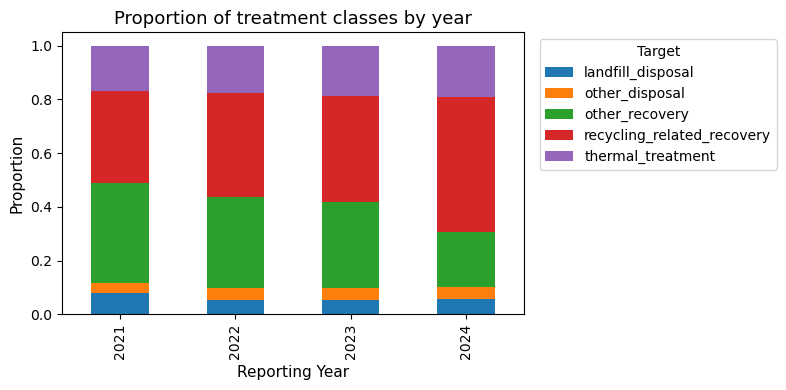 Proportion of treatment classes by year
Proportion
1.0
0.8
0.6
0.4
0.2
0.0
2021
2022
2023
2024
Reporting Year
Target
landfill_disposal
other_disposal
other_recovery
recycling_related_recovery
thermal_treatment